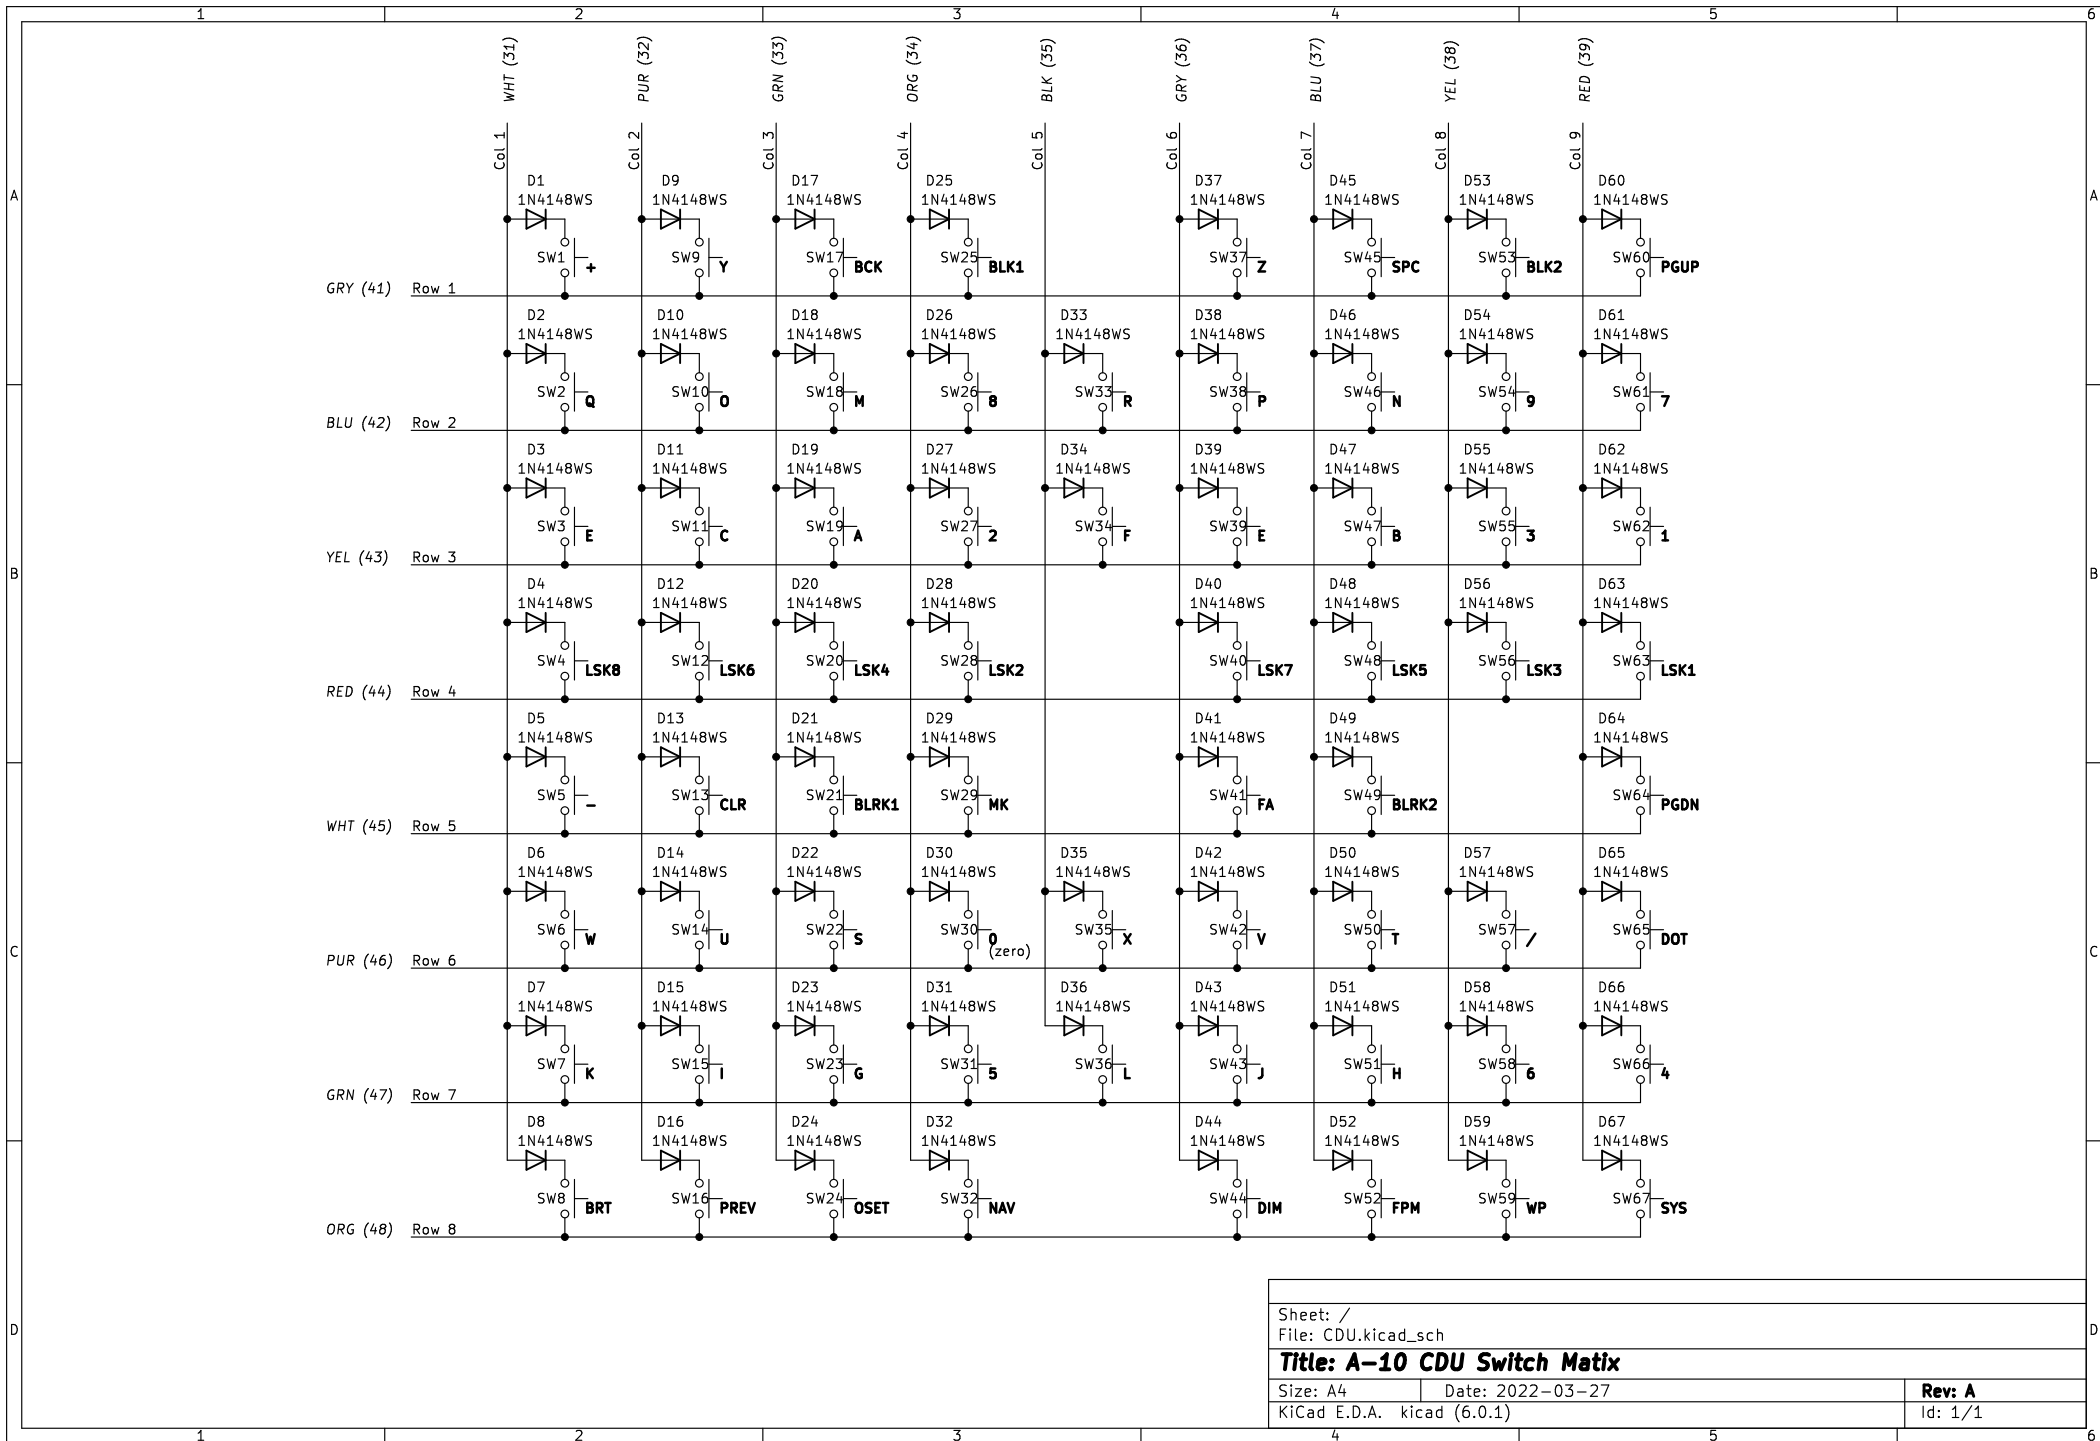 1 2 3 4 5 6
WHT (31) PUR (32) GRN (33) ORG (34) BLK (35) GRY (36) BLU (37) YEL (38) RED (39)
Col 1 Col 2 Col 3 Col 4 Col 5 Col 6 Col 7 Col 8 Col 9
D1 D9 D17 D25 D37 D45 D53 D60
A A
1N4148WS 1N4148WS 1N4148WS 1N4148WS 1N4148WS 1N4148WS 1N4148WS 1N4148WS
SW1 + SW9 Y SW17 BCK SW25 BLK1 SW37 Z SW45 SPC SW53 BLK2 SW60 PGUP
GRY (41) Row 1
D2 D10 D18 D26 D33 D38 D46 D54 D61
1N4148WS 1N4148WS 1N4148WS 1N4148WS 1N4148WS 1N4148WS 1N4148WS 1N4148WS 1N4148WS
SW2 Q SW10 O SW18 M SW26 8 SW33 R SW38 P SW46 N SW54 9 SW61 7
BLU (42) Row 2
D3 D11 D19 D27 D34 D39 D47 D55 D62
1N4148WS 1N4148WS 1N4148WS 1N4148WS 1N4148WS 1N4148WS 1N4148WS 1N4148WS 1N4148WS
SW3 E SW11 C SW19 A SW27 2 SW34 F SW39 E SW47 B SW55 3 SW62 1
YEL (43) Row 3
B B
D4 D12 D20 D28 D40 D48 D56 D63
1N4148WS 1N4148WS 1N4148WS 1N4148WS 1N4148WS 1N4148WS 1N4148WS 1N4148WS
SW4 LSK8 SW12 LSK6 SW20 LSK4 SW28 LSK2 SW40 LSK7 SW48 LSK5 SW56 LSK3 SW63 LSK1
RED (44) Row 4
D5 D13 D21 D29 D41 D49 D64
1N4148WS 1N4148WS 1N4148WS 1N4148WS 1N4148WS 1N4148WS 1N4148WS
SW5 - SW13 CLR SW21 BLRK1 SW29 MK SW41 FA SW49 BLRK2 SW64 PGDN
WHT (45) Row 5
D6 D14 D22 D30 D35 D42 D50 D57 D65
1N4148WS 1N4148WS 1N4148WS 1N4148WS 1N4148WS 1N4148WS 1N4148WS 1N4148WS 1N4148WS
SW6 W SW14 U SW22 S SW30 0 SW35 X SW42 V SW50 T SW57 / SW65 DOT
C (zero) C
PUR (46) Row 6
D7 D15 D23 D31 D36 D43 D51 D58 D66
1N4148WS 1N4148WS 1N4148WS 1N4148WS 1N4148WS 1N4148WS 1N4148WS 1N4148WS 1N4148WS
SW7 K SW15 I SW23 G SW31 5 SW36 L SW43 J SW51 H SW58 6 SW66 4
GRN (47) Row 7
D8 D16 D24 D32 D44 D52 D59 D67
1N4148WS 1N4148WS 1N4148WS 1N4148WS 1N4148WS 1N4148WS 1N4148WS 1N4148WS
SW8 BRT SW16 PREV SW24 OSET SW32 NAV SW44 DIM SW52 FPM SW59 WP SW67 SYS
ORG (48) Row 8
Sheet: /
D D
File: CDU.kicad_sch
Title: A-10 CDU Switch Matix
Size: A4 Date: 2022-03-27 Rev: A
KiCad E.D.A. kicad (6.0.1) Id: 1/1
1 2 3 4 5 6